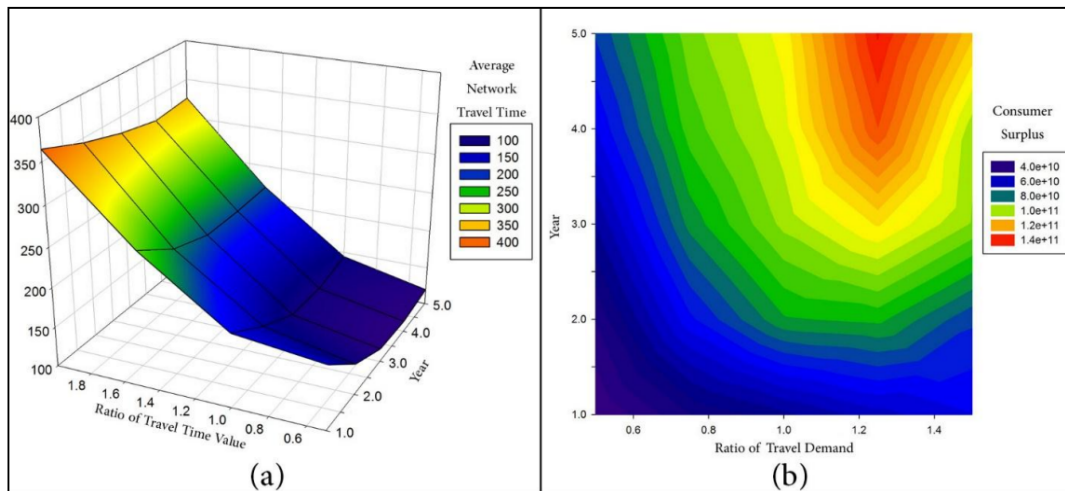 Average
Network
Travel Time
100
150
200
250
300
350
400
400
350
300
250
200
150
100
1.8
1.6
1.4
1.2
1.0
0.8
0.6
Ratio of Travel Time Value
5.0
4.0
3.0
2.0
1.0
Year
(a)
5.0
4.0
3.0
2.0
1.0
Year
0.6
0.8
1.0
1.2
1.4
Ratio of Travel Demand
Consumer
Surplus
4.0e+10
6.0e+10
8.0e+10
1.0e+11
1.2e+11
1.4e+11
(b)